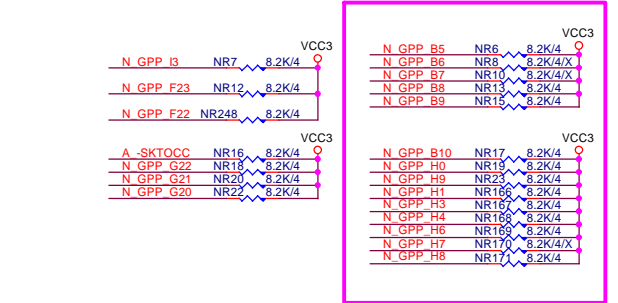 VCC3
N_GPP_I3 NR7 8.2K/4
N_GPP_F23 NR12 8.2K/4
N_GPP_F22 NR248 8.2K/4
VCC3
A_-SKTOCC NR16 8.2K/4
N_GPP_G22 NR18 8.2K/4
N_GPP_G21 NR20 8.2K/4
N_GPP_G20 NR22 8.2K/4
VCC3
N_GPP_B5 NR6 8.2K/4
N_GPP_B6 NR8 8.2K/4/X
N_GPP_B7 NR10 8.2K/4/X
N_GPP_B8 NR13 8.2K/4
N_GPP_B9 NR15 8.2K/4
VCC3
N_GPP_B10 NR17 8.2K/4
N_GPP_H0 NR19 8.2K/4
N_GPP_H9 NR23 8.2K/4
N_GPP_H1 NR166 8.2K/4
N_GPP_H3 NR167 8.2K/4
N_GPP_H4 NR168 8.2K/4
N_GPP_H6 NR169 8.2K/4
N_GPP_H7 NR170 8.2K/4/X
N_GPP_H8 NR171 8.2K/4